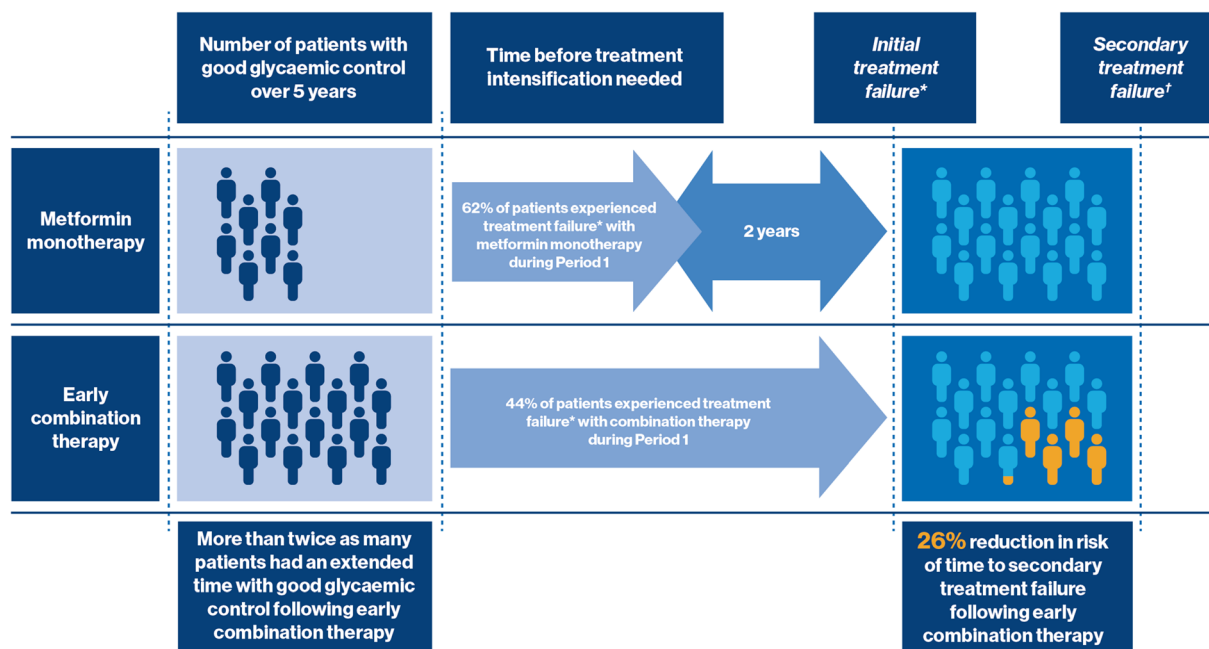 Number of patients with
good glycaemic control
over 5 years
Time before treatment
intensification needed
Initial
treatment
failure*
Secondary
treatment
failure†
Metformin
monotherapy
62% of patients experienced
treatment failure* with
metformin monotherapy
during Period 1
2 years
Early
combination
therapy
44% of patients experienced treatment
failure* with combination therapy
during Period 1
More than twice as many
patients had an extended
time with good glycaemic
control following early
combination therapy
26% reduction in risk
of time to secondary
treatment failure
following early
combination therapy